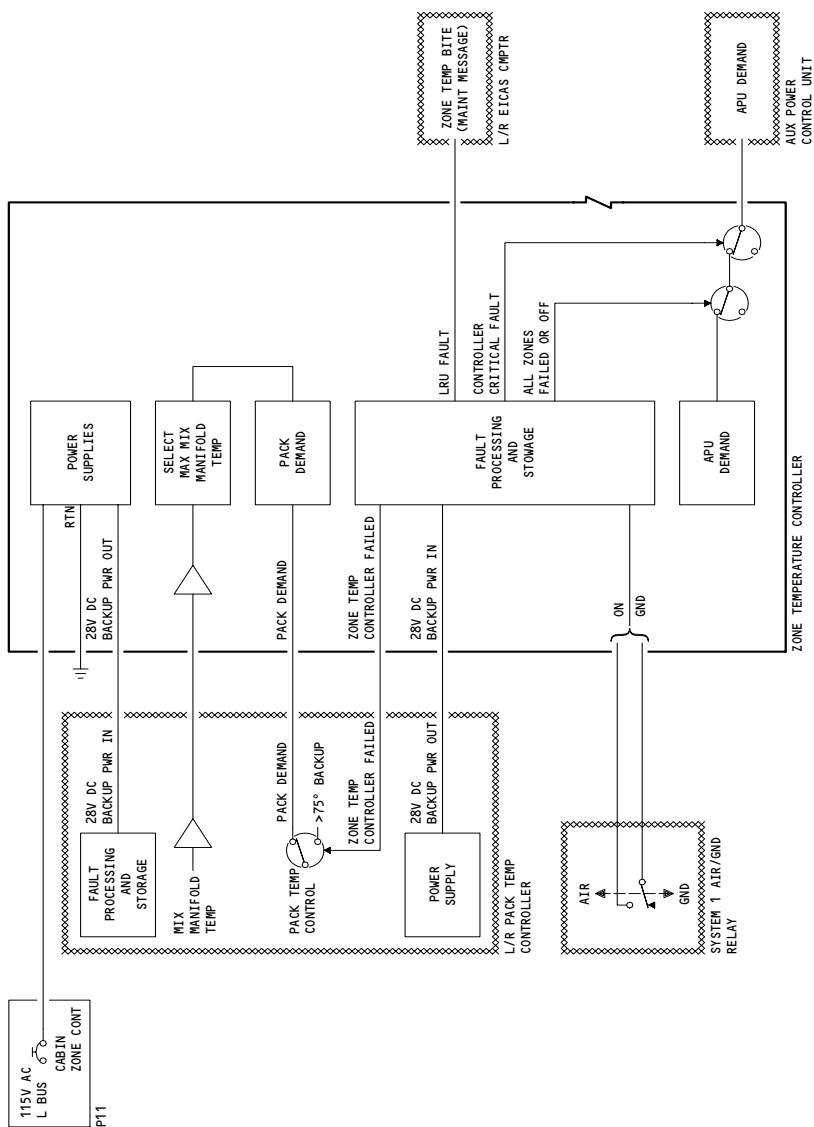 115V AC
L BUS
CABIN
ZONE CONT
P11
FAULT
PROCESSING
AND
STORAGE
28V DC
BACKUP PWR IN
MIX
MANIFOLD
TEMP
PACK TEMP
CONTROL
PACK DEMAND
>75° BACKUP
ZONE TEMP
CONTROLLER FAILED
POWER
SUPPLY
28V DC
BACKUP PWR OUT
L/R PACK TEMP
CONTROLLER
AIR
GND
SYSTEM 1 AIR/GND
RELAY
RTN
28V DC
BACKUP PWR OUT
PACK DEMAND
ZONE TEMP
CONTROLLER FAILED
28V DC
BACKUP PWR IN
ON
GND
POWER
SUPPLIES
SELECT
MAX MIX
MANIFOLD
TEMP
PACK
DEMAND
FAULT
PROCESSING
AND
STOWAGE
APU
DEMAND
LRU FAULT
CONTROLLER
CRITICAL FAULT
ALL ZONES
FAILED OR OFF
ZONE TEMPERATURE CONTROLLER
ZONE TEMP BITE
(MAINT MESSAGE)
L/R EICAS CMPTR
APU DEMAND
AUX POWER
CONTROL UNIT